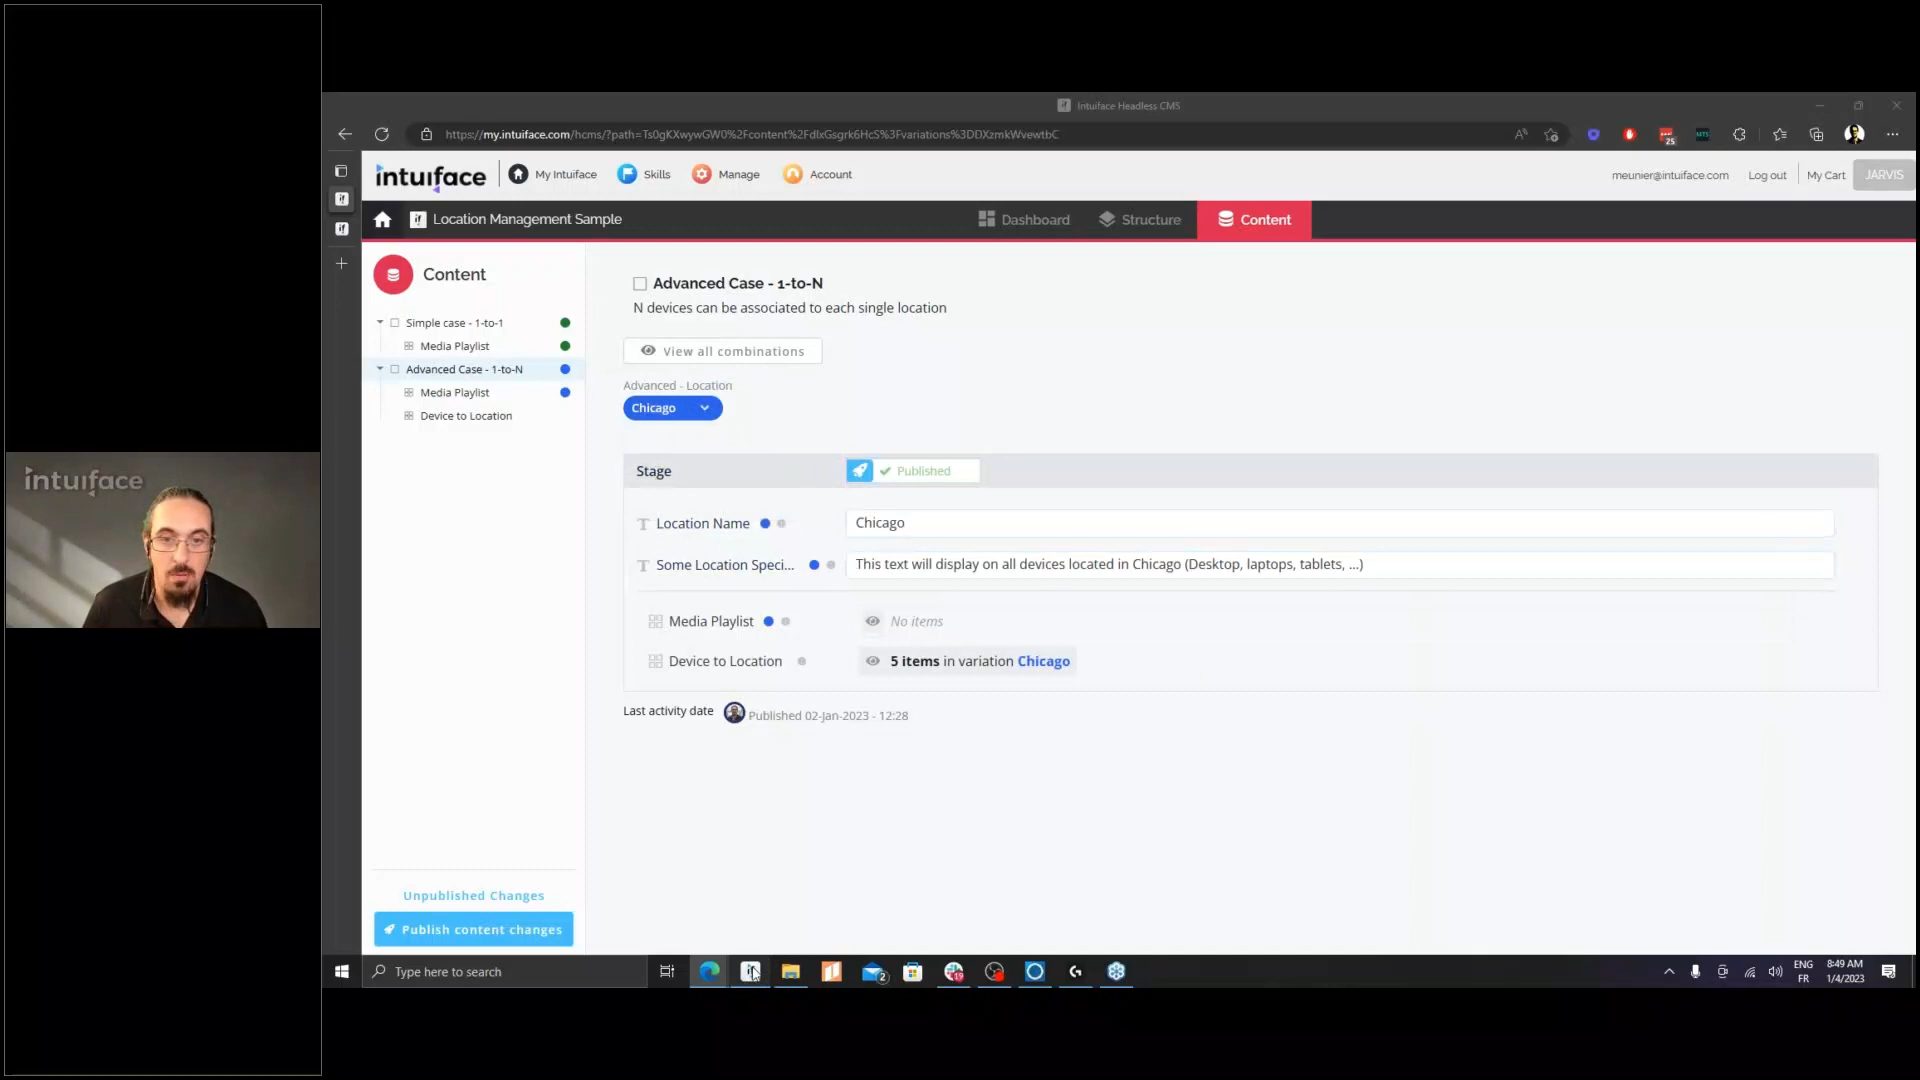 Intuiface Headless CMS
https://my.intuiface.com/hcms/?path=Ts0gKXwywGW0%2Fcontent%2FdlxGsgrk6HcS%3Fvariations%3DDXzmkWvewtbC
25
intuiface
My Intuiface
Skills
Manage
Account
meunier@intuiface.com
Log out
My Cart
JARVIS
Location Management Sample
Dashboard
Structure
Content
Content
Simple case - 1-to-1
Media Playlist
Advanced Case - 1-to-N
Media Playlist
Device to Location
Advanced Case - 1-to-N
N devices can be associated to each single location
View all combinations
Advanced - Location
Chicago
Stage
Published
Location Name
Chicago
Some Location Speci...
This text will display on all devices located in Chicago (Desktop, laptops, tablets, ...)
Media Playlist
No items
Device to Location
5 items in variation Chicago
Last activity date
Published 02-Jan-2023 - 12:28
Unpublished Changes
Publish content changes
intuiface
Type here to search
2
19
ENG
FR
8:49 AM
1/4/2023